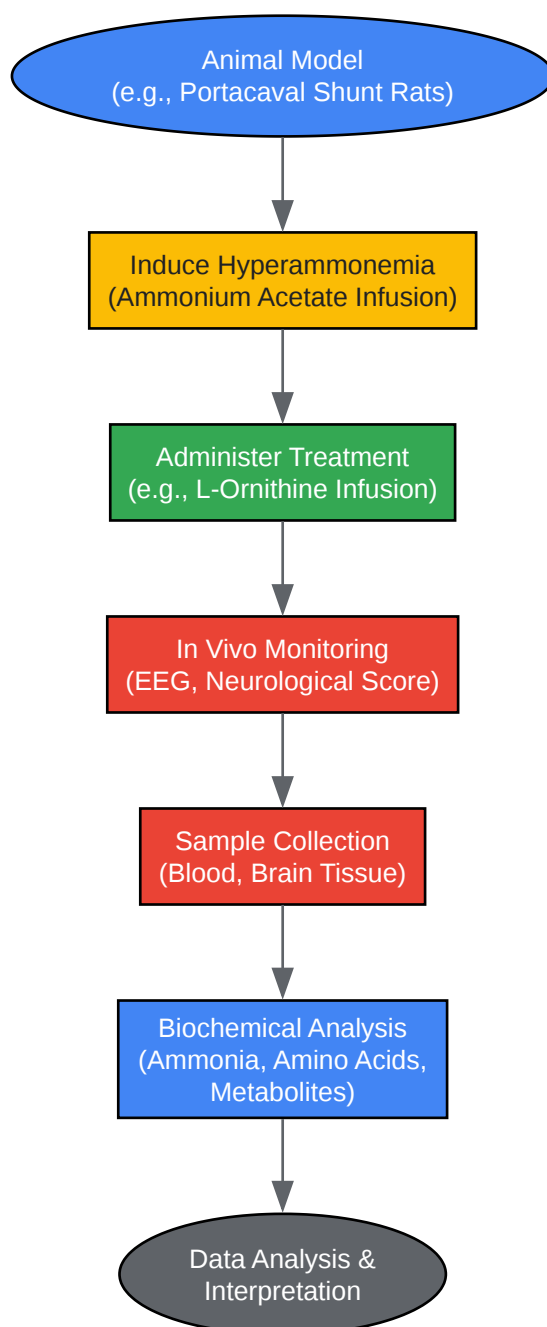 Animal Model
(e.g., Portacaval Shunt Rats)
Induce Hyperammonemia
(Ammonium Acetate Infusion)
Administer Treatment
(e.g., L-Ornithine Infusion)
In Vivo Monitoring
(EEG, Neurological Score)
Sample Collection
(Blood, Brain Tissue)
Biochemical Analysis
(Ammonia, Amino Acids,
Metabolites)
Data Analysis &
Interpretation